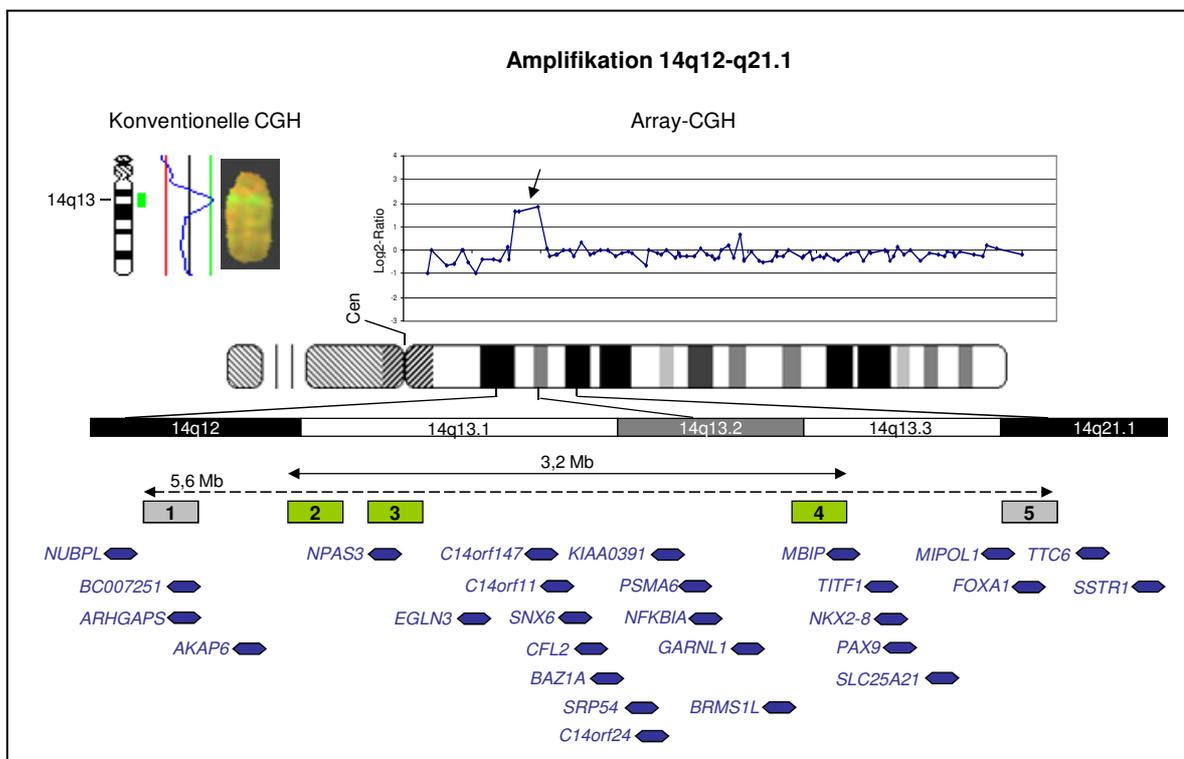 Amplifikation 14q12-q21.1
Konventionelle CGH
Array-CGH
14q13
Log2-Ratio
4
3
2
1
0
-1
-2
-3
Cen
14q12 14q13.1 14q13.2 14q13.3 14q21.1
3,2 Mb
5,6 Mb
1 2 3 4 5
NUBPL NPAS3 C14orf147 KIAA0391 MBIP MIPOL1 TTC6
BC007251 C14orf11 PSMA6 TITF1 FOXA1 SSTR1
ARHGAPS EGLN3 SNX6 NFKBIA NKX2-8
AKAP6 CFL2 GARNL1 PAX9
BAZ1A SLC25A21
SRP54 BRMS1L
C14orf24